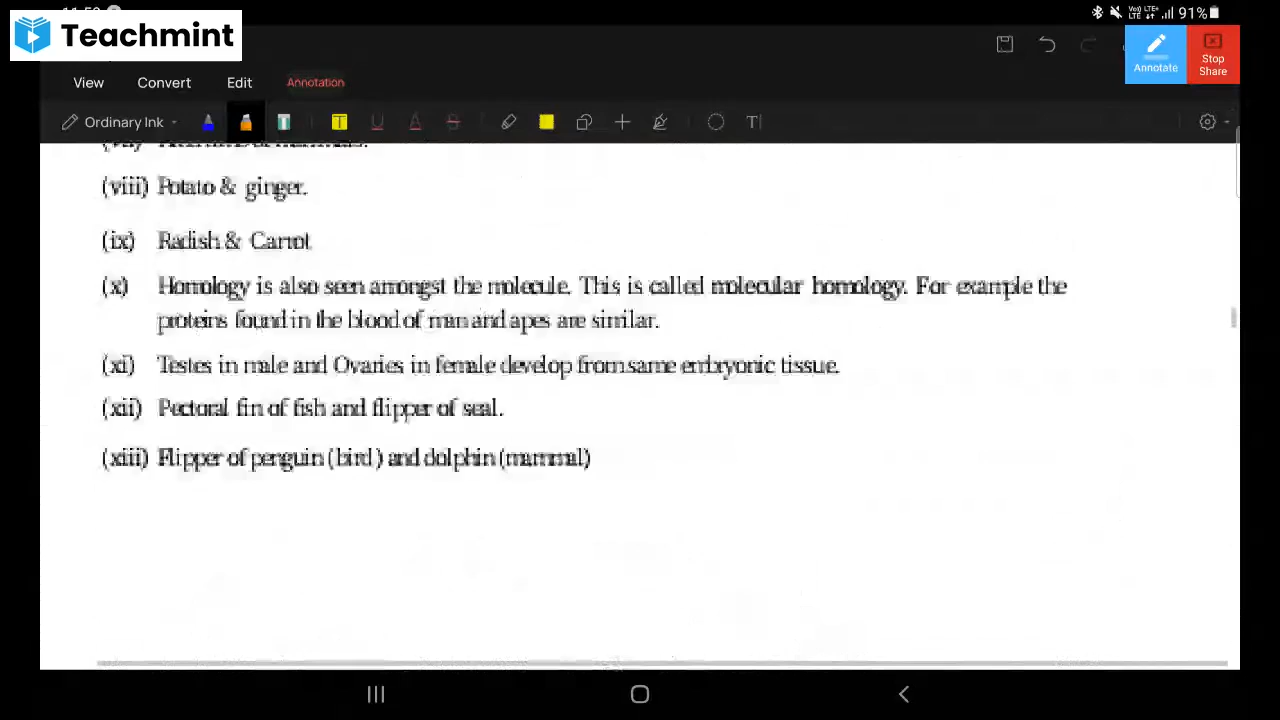 Teachmint
91%
Annotate
Stop
Share
View Convert Edit Annotation
Ordinary Ink
(viii) Potato & ginger.
(ix) Radish & Carrot
(x) Homology is also seen amongst the molecule. This is called molecular homology. For example the
proteins found in the blood of man and apes are similar.
(xi) Testes in male and Ovaries in female develop from same embryonic tissue.
(xii) Pectoral fin of fish and flipper of seal.
(xiii) Flipper of penguin (bird ) and dolphin (mammal)